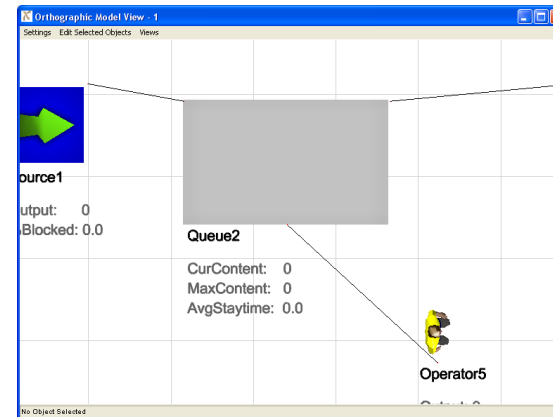 Orthographic Model View - 1
Settings Edit Selected Objects Views
ource1
utput: 0
Blocked: 0.0
Queue2
CurContent: 0
MaxContent: 0
AvgStaytime: 0.0
Operator5
No Object Selected